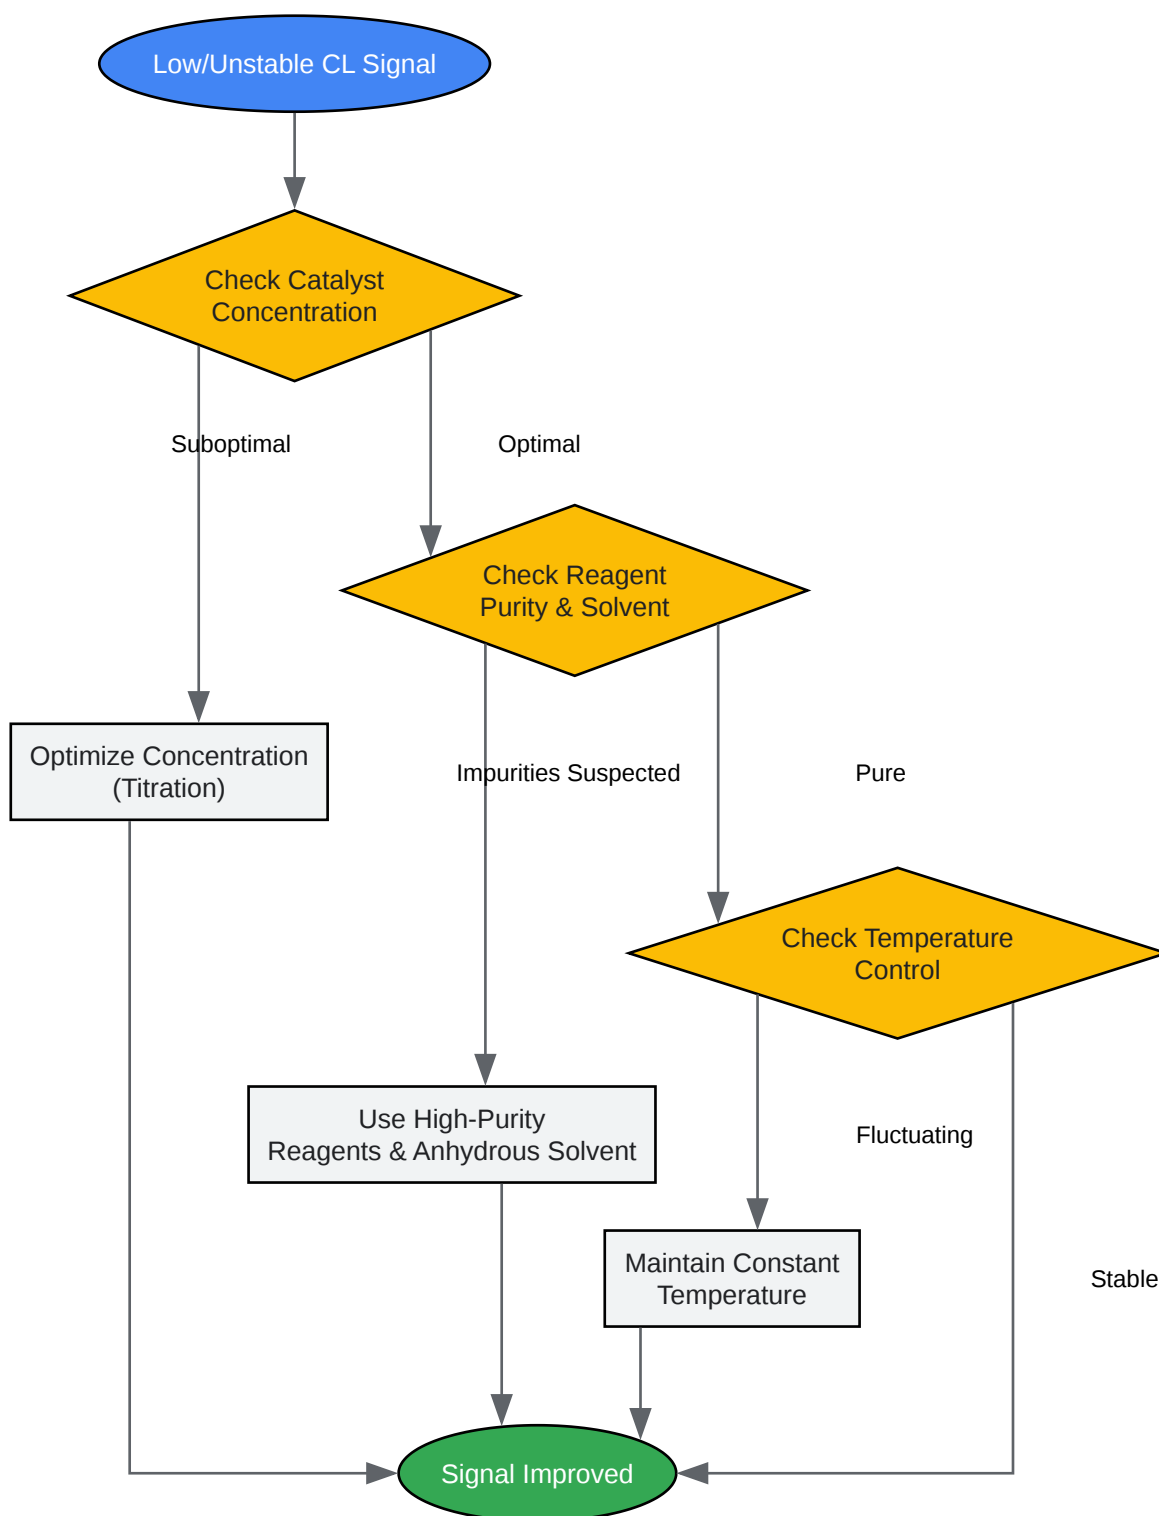 Low/Unstable CL Signal
Check Catalyst
Concentration
Suboptimal
Optimal
Check Reagent
Purity & Solvent
Optimize Concentration
(Titration)
Impurities Suspected
Pure
Check Temperature
Control
Use High-Purity
Reagents & Anhydrous Solvent
Fluctuating
Maintain Constant
Temperature
Stable
Signal Improved